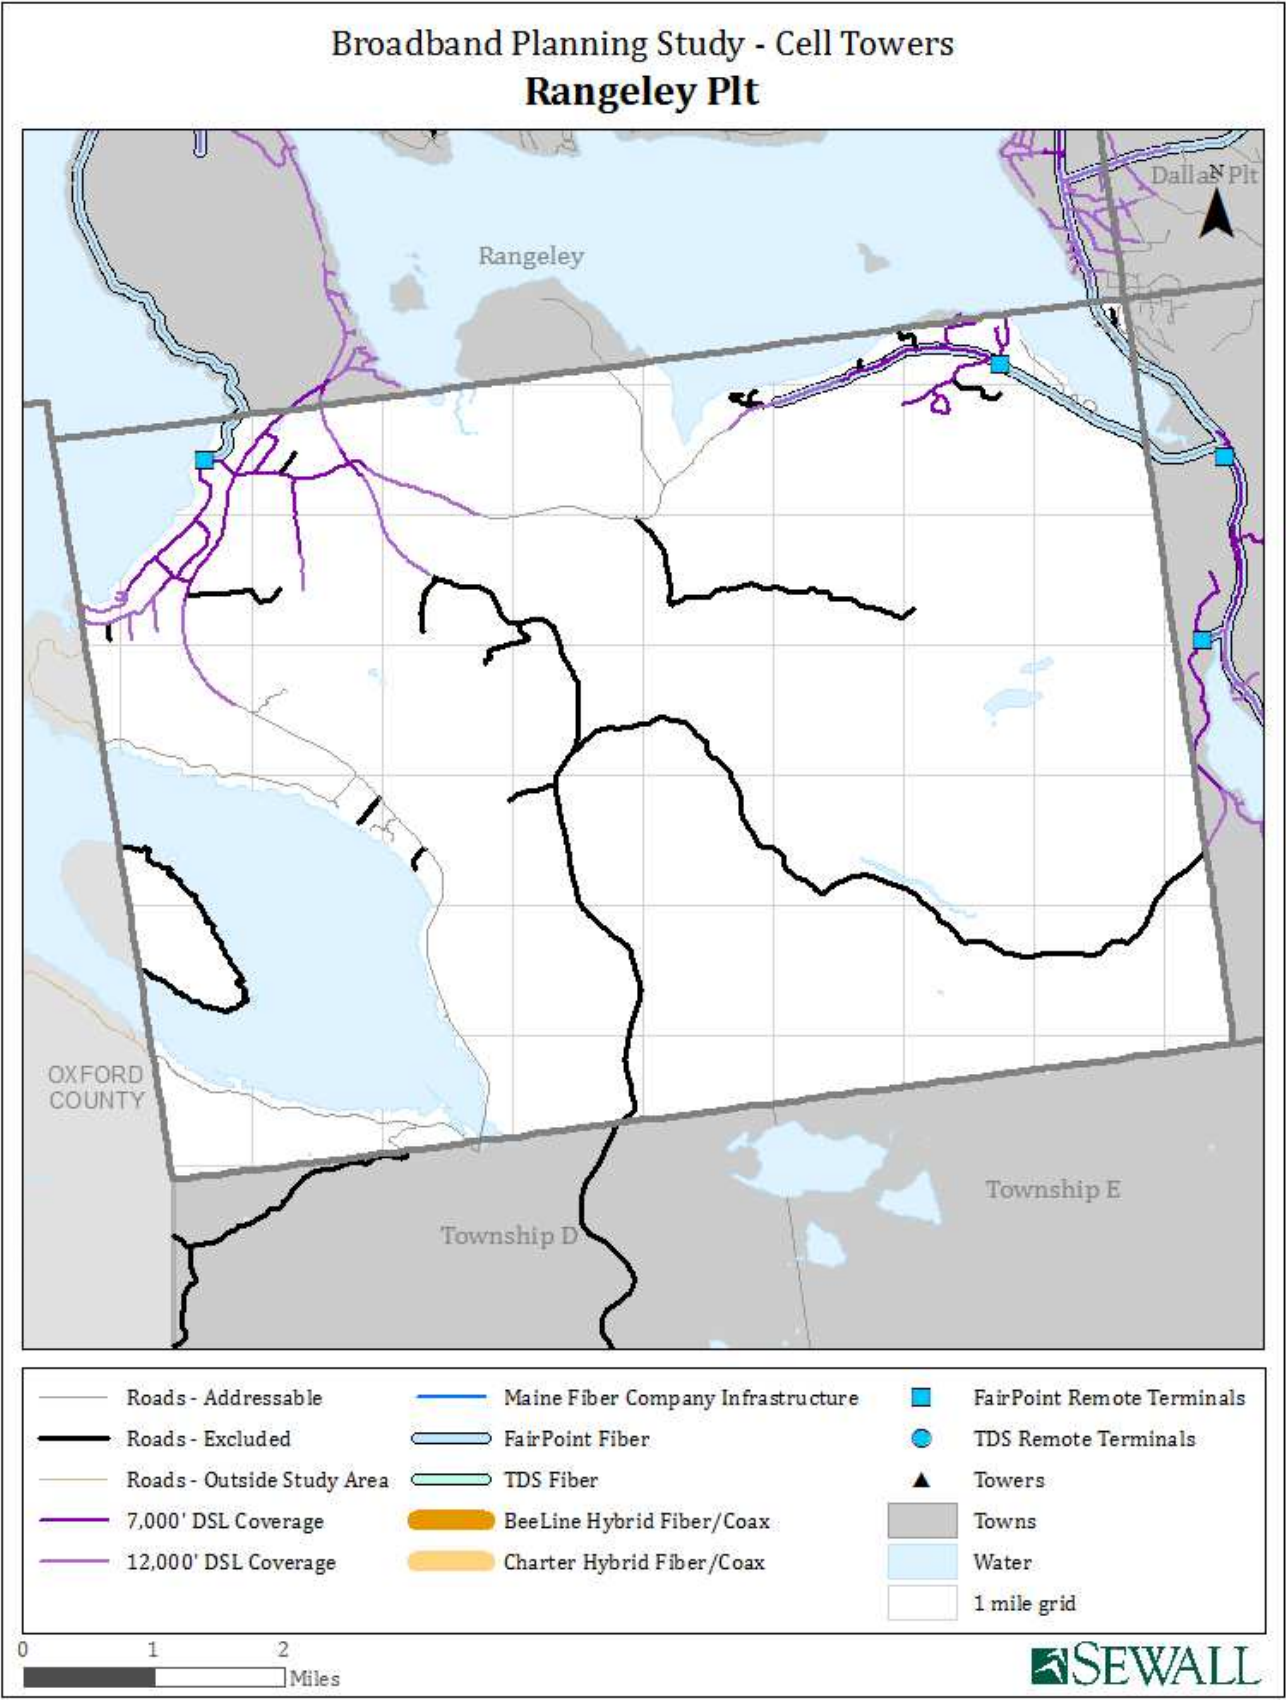 Broadband Planning Study - Cell Towers
Rangeley Plt
N
Dallas Plt
Rangeley
OXFORD
COUNTY
Township E
Township D
Roads - Addressable
Roads - Excluded
Roads - Outside Study Area
7,000' DSL Coverage
12,000' DSL Coverage
Maine Fiber Company Infrastructure
FairPoint Fiber
TDS Fiber
BeeLine Hybrid Fiber/Coax
Charter Hybrid Fiber/Coax
FairPoint Remote Terminals
TDS Remote Terminals
Towers
Towns
Water
1 mile grid
0 1 2
Miles
SEWALL